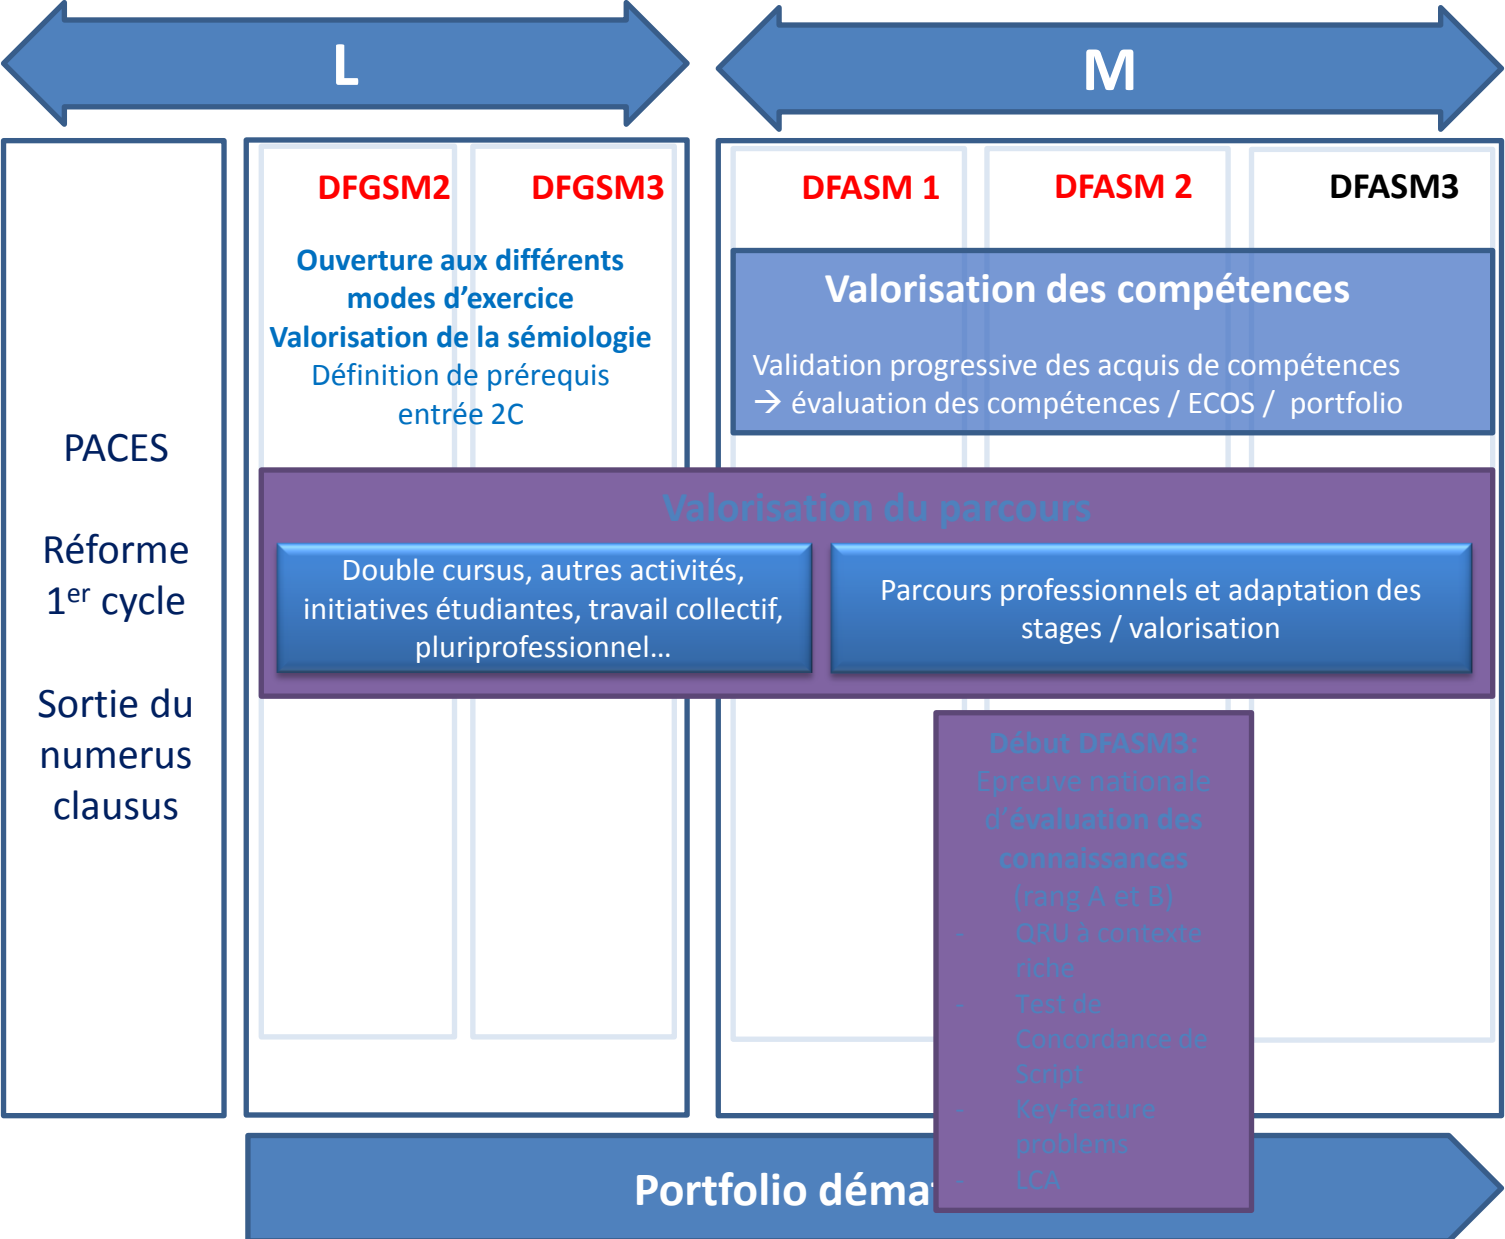 L
M
PACES
Réforme
1er cycle
Sortie du
numerus
clausus
DFGSM2
DFGSM3
Ouverture aux différents
modes d’exercice
Valorisation de la sémiologie
Définition de prérequis
entrée 2C
DFASM 1
DFASM 2
DFASM3
Valorisation des compétences
Validation progressive des acquis de compétences
→ évaluation des compétences / ECOS / portfolio
Valorisation du parcours
Double cursus, autres activités,
initiatives étudiantes, travail collectif,
pluriprofessionnel…
Parcours professionnels et adaptation des
stages / valorisation
Début DFASM3:
Epreuve nationale
d’évaluation des
connaissances
(rang A et B)
- QRU à contexte
riche
- Test de
Concordance de
Script
- Key-feature
problems
- LCA
Portfolio